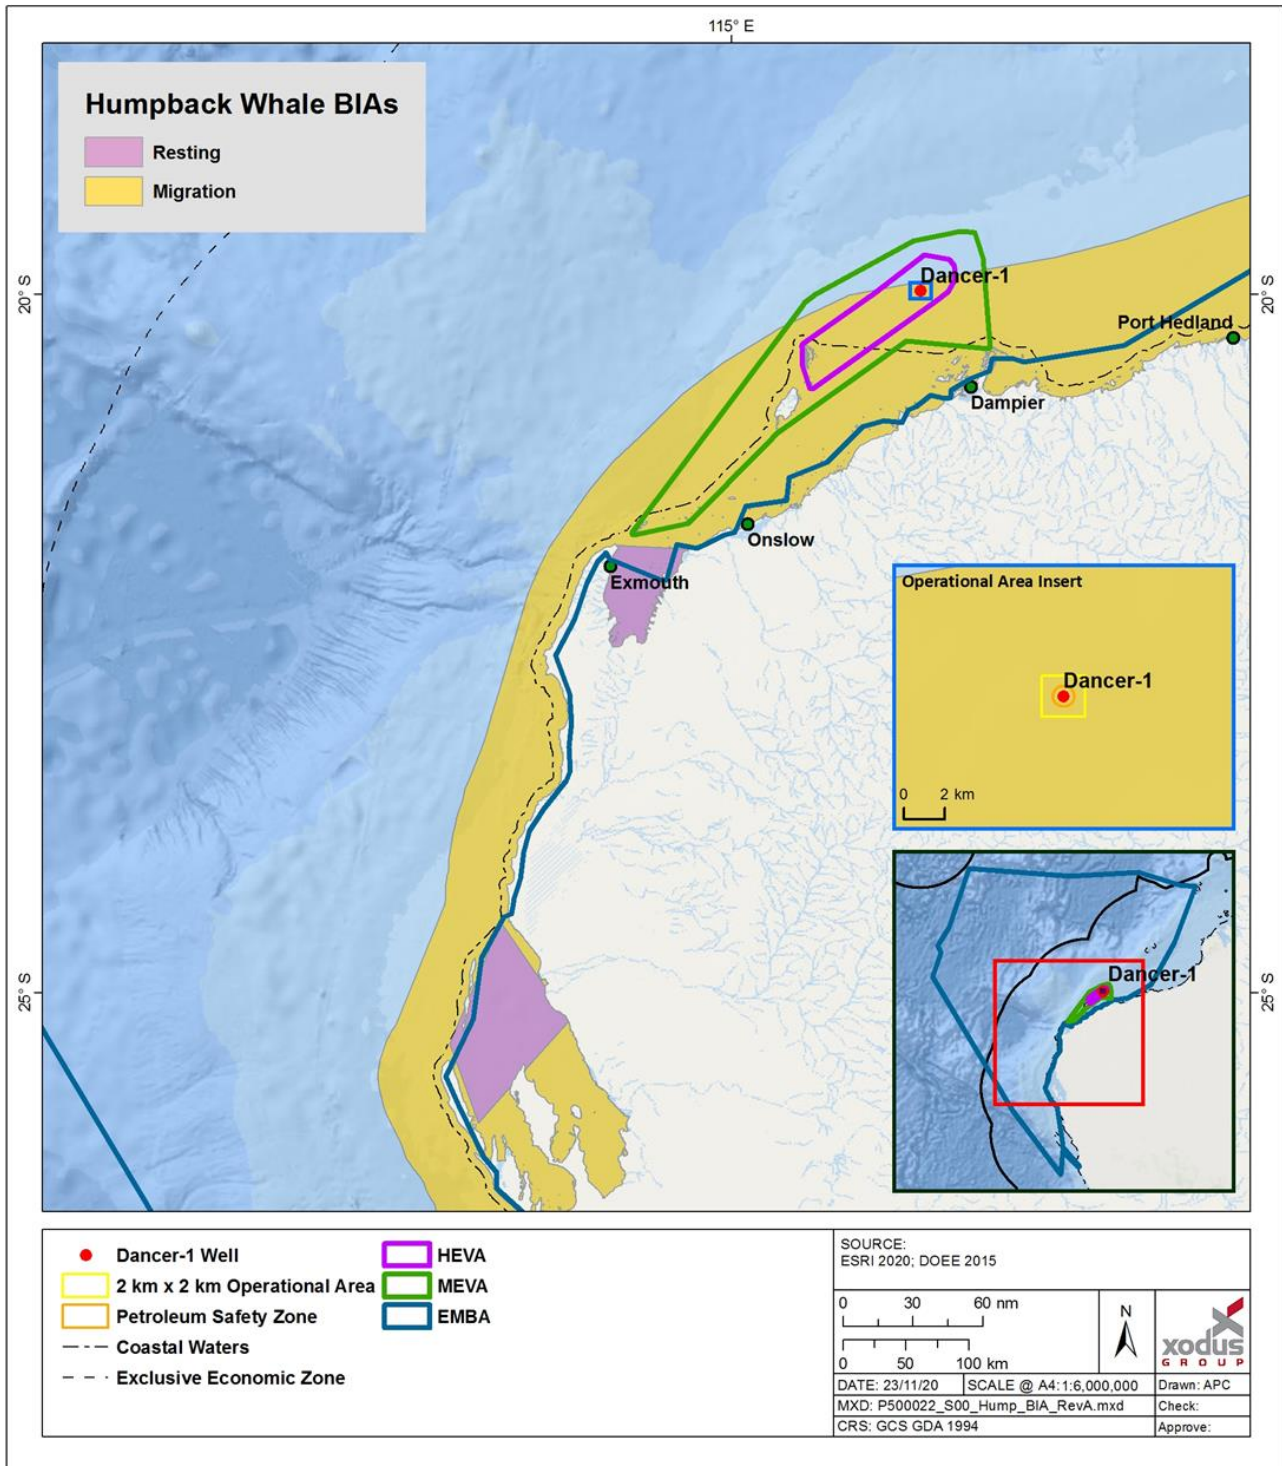 115° E
Humpback Whale BIAs
Resting
Migration
20° S
20° S
Dancer-1
Port Hedland
Dampier
Onslow
Exmouth
Operational Area Insert
Dancer-1
0 2 km
Dancer-1
25° S
25° S
Dancer-1 Well
2 km x 2 km Operational Area
Petroleum Safety Zone
Coastal Waters
Exclusive Economic Zone
HEVA
MEVA
EMBA
SOURCE:
ESRI 2020; DOEE 2015
0 30 60 nm
0 50 100 km
N
xodus
GROUP
DATE: 23/11/20
SCALE @ A4:1:6,000,000
Drawn: APC
MXD: P500022_S00_Hump_BIA_RevA.mxd
Check:
CRS: GCS GDA 1994
Approve: